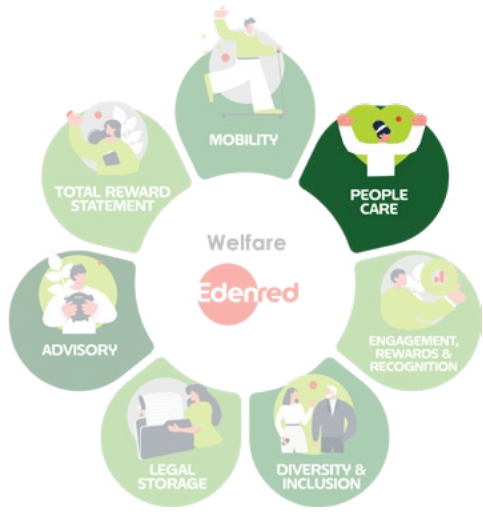 MOBILITY
PEOPLE
CARE
ENGAGEMENT,
REWARDS &
RECOGNITION
DIVERSITY &
INCLUSION
LEGAL
STORAGE
ADVISORY
TOTAL REWARD
STATEMENT
Welfare
Edenred